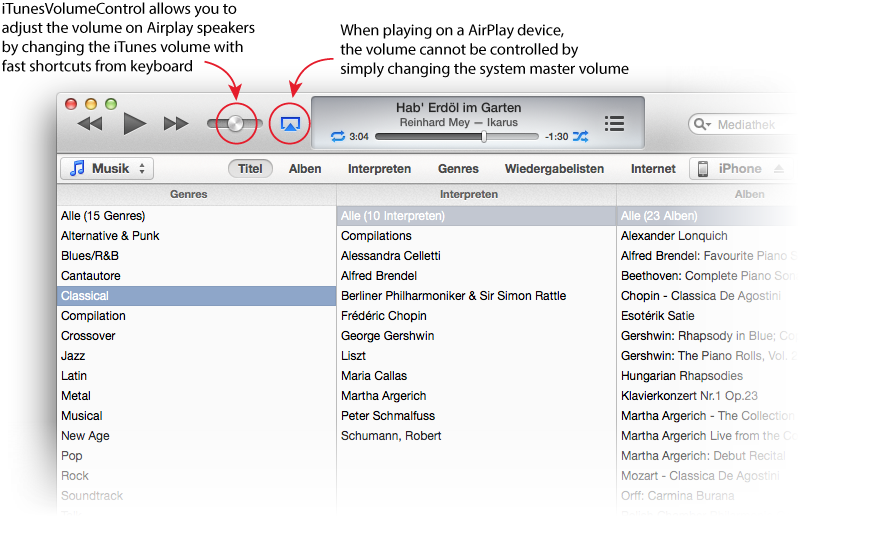 iTunesVolumeControl allows you to
adjust the volume on Airplay speakers
by changing the iTunes volume with
fast shortcuts from keyboard
When playing on a AirPlay device,
the volume cannot be controlled by
simply changing the system master volume
Hab' Erdöl im Garten
Reinhard Mey — Ikarus
3:04
-1:30
Mediathek
Musik
Titel
Alben
Interpreten
Genres
Wiedergabelisten
Internet
iPhone
Genres
Alle (15 Genres)
Alternative & Punk
Blues/R&B
Cantautore
Classical
Compilation
Crossover
Jazz
Latin
Metal
Musical
New Age
Pop
Rock
Soundtrack
Interpreten
Alle (10 Interpreten)
Compilations
Alessandra Celletti
Alfred Brendel
Berliner Philharmoniker & Sir Simon Rattle
Frédéric Chopin
George Gershwin
Liszt
Maria Callas
Martha Argerich
Peter Schmalfuss
Schumann, Robert
Alben
Alle (23 Alben)
Alexander Lonquich
Alfred Brendel: Favourite Piano
Beethoven: Complete Piano
Chopin - Classica De Agostini
Esotérik Satie
Gershwin: Rhapsody in Blue;
Gershwin: The Piano Rolls, Vol.
Hungarian Rhapsodies
Klavierkonzert Nr.1 Op.23
Martha Argerich - The Collection
Martha Argerich Live from the
Martha Argerich: Debut Recital
Mozart - Classica De Agostini
Orff: Carmina Burana